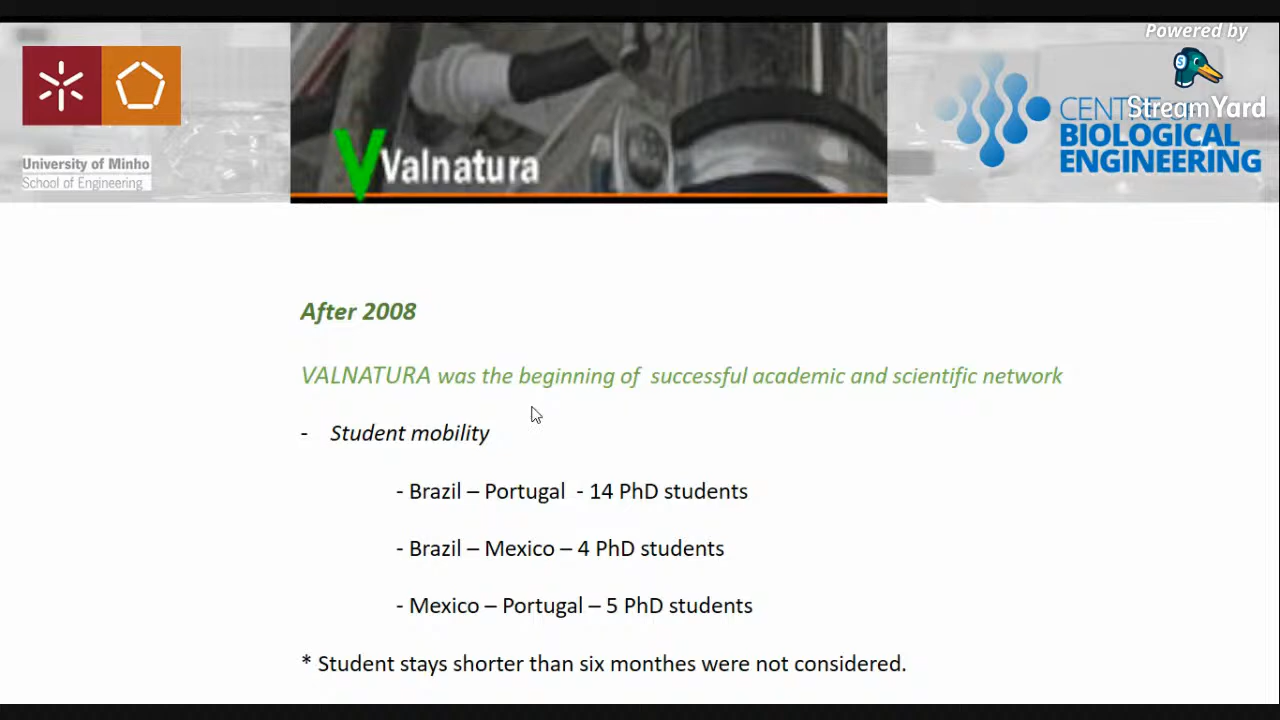 Powered by
StreamYard
University of Minho
School of Engineering
Valnatura
CENTRE of
BIOLOGICAL
ENGINEERING
After 2008
VALNATURA was the beginning of successful academic and scientific network
- Student mobility
- Brazil – Portugal - 14 PhD students
- Brazil – Mexico – 4 PhD students
- Mexico – Portugal – 5 PhD students
* Student stays shorter than six monthes were not considered.